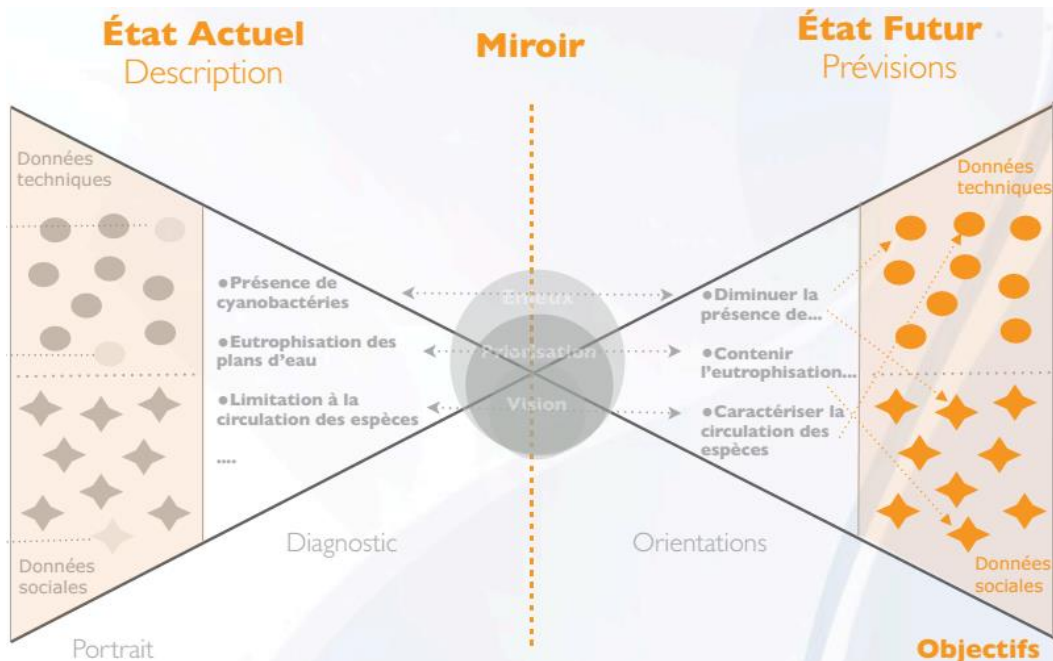 État Actuel
Description
Miroir
État Futur
Prévisions
Données
techniques
Données
techniques
●Présence de
cyanobactéries
●Eutrophisation des
plans d'eau
●Limitation à la
circulation des espèces
....
Enjeux
Priorisation
Vision
●Diminuer la
présence de...
●Contenir
l'eutrophisation...
●Caractériser la
circulation des
espèces
Diagnostic
Orientations
Données
sociales
Données
sociales
Portrait
Objectifs